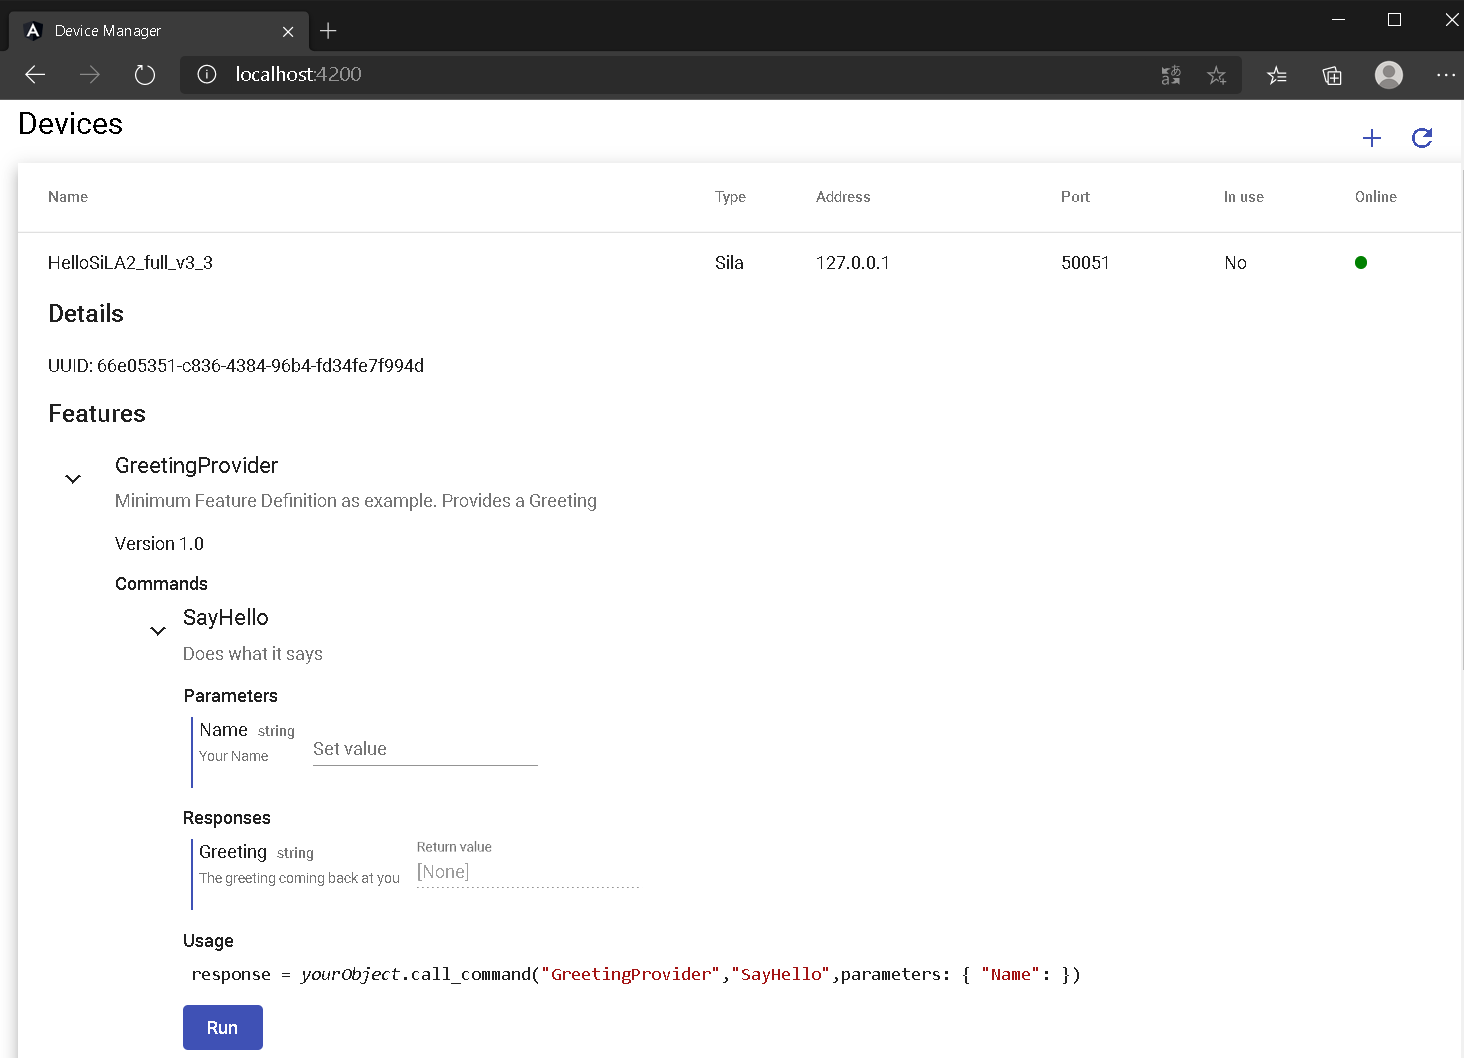 Device Manager
localhost:4200
Devices
Name Type Address Port In use Online
HelloSiLA2_full_v3_3 Sila 127.0.0.1 50051 No
Details
UUID: 66e05351-c836-4384-96b4-fd34fe7f994d
Features
GreetingProvider
Minimum Feature Definition as example. Provides a Greeting
Version 1.0
Commands
SayHello
Does what it says
Parameters
Name string
Your Name
Set value
Responses
Greeting string
The greeting coming back at you
Return value
[None]
Usage
response = yourObject.call_command("GreetingProvider","SayHello",parameters: { "Name": })
Run